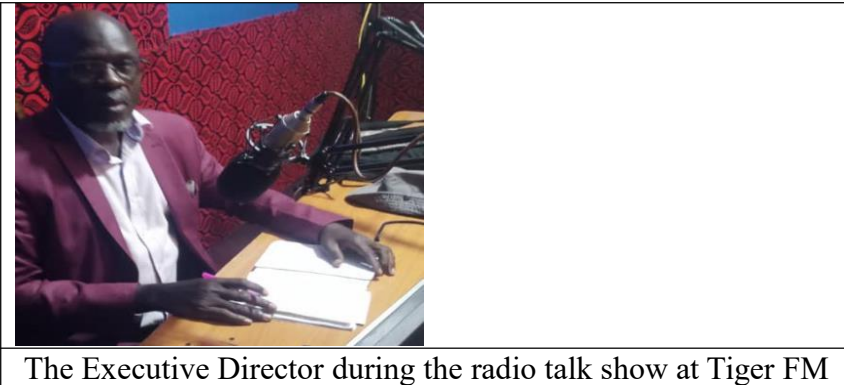 The Executive Director during the radio talk show at Tiger FM